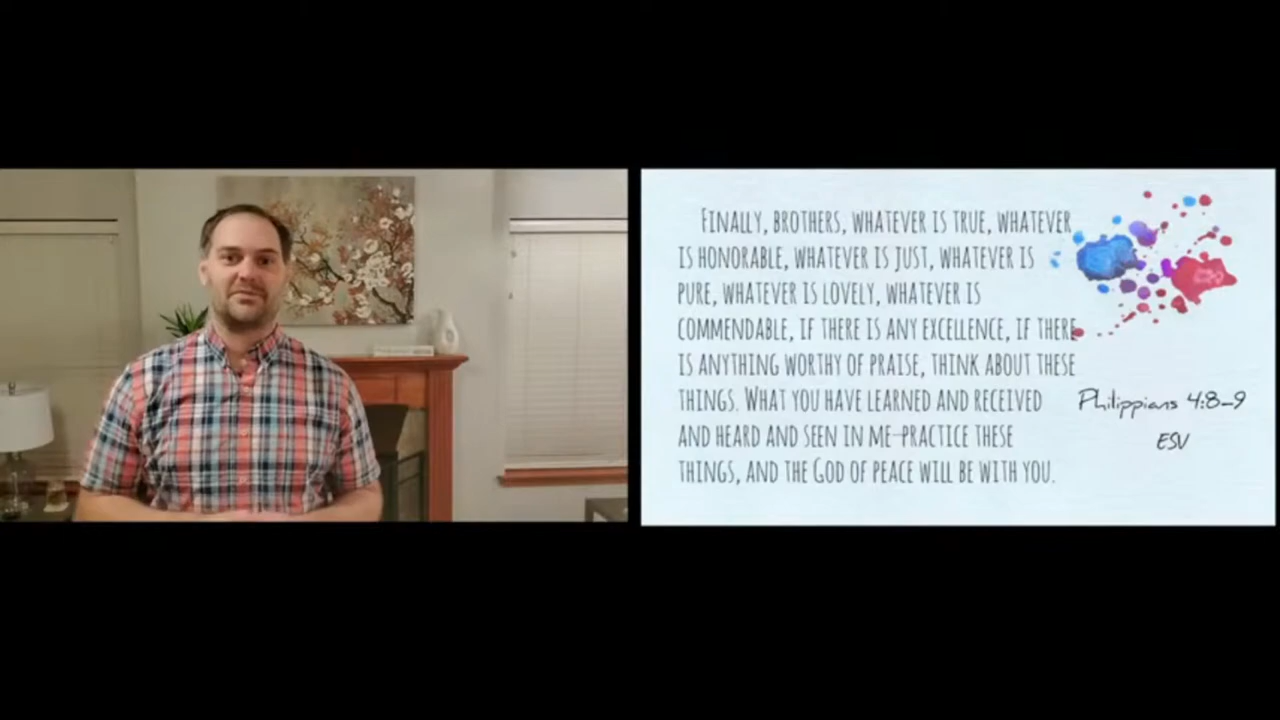 Finally, brothers, whatever is true, whatever
is honorable, whatever is just, whatever is
pure, whatever is lovely, whatever is
commendable, if there is any excellence, if there
is anything worthy of praise, think about these
things. What you have learned and received
and heard and seen in me—practice these
things, and the God of peace will be with you.
Philippians 4:8-9
ESV